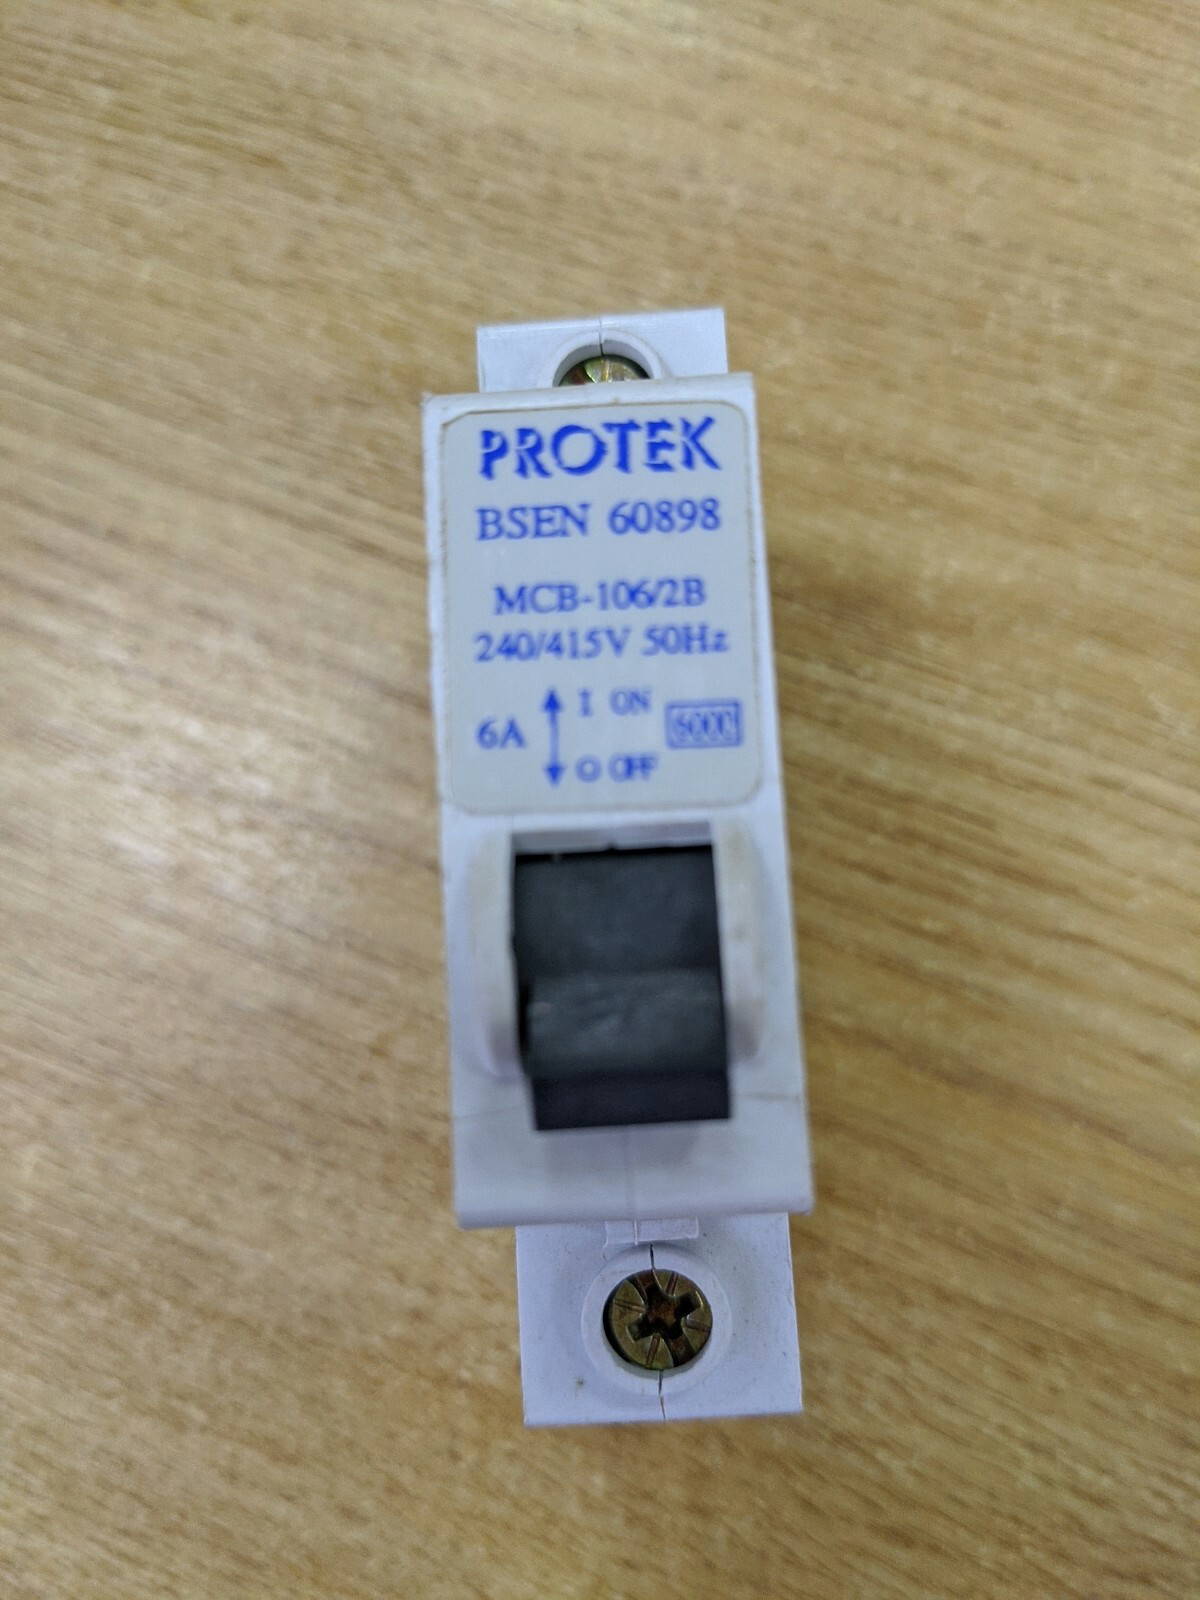 PROTEK
BSEN 60898
MCB-106/2B
240/415V 50Hz
6A I ON 6000
O OFF